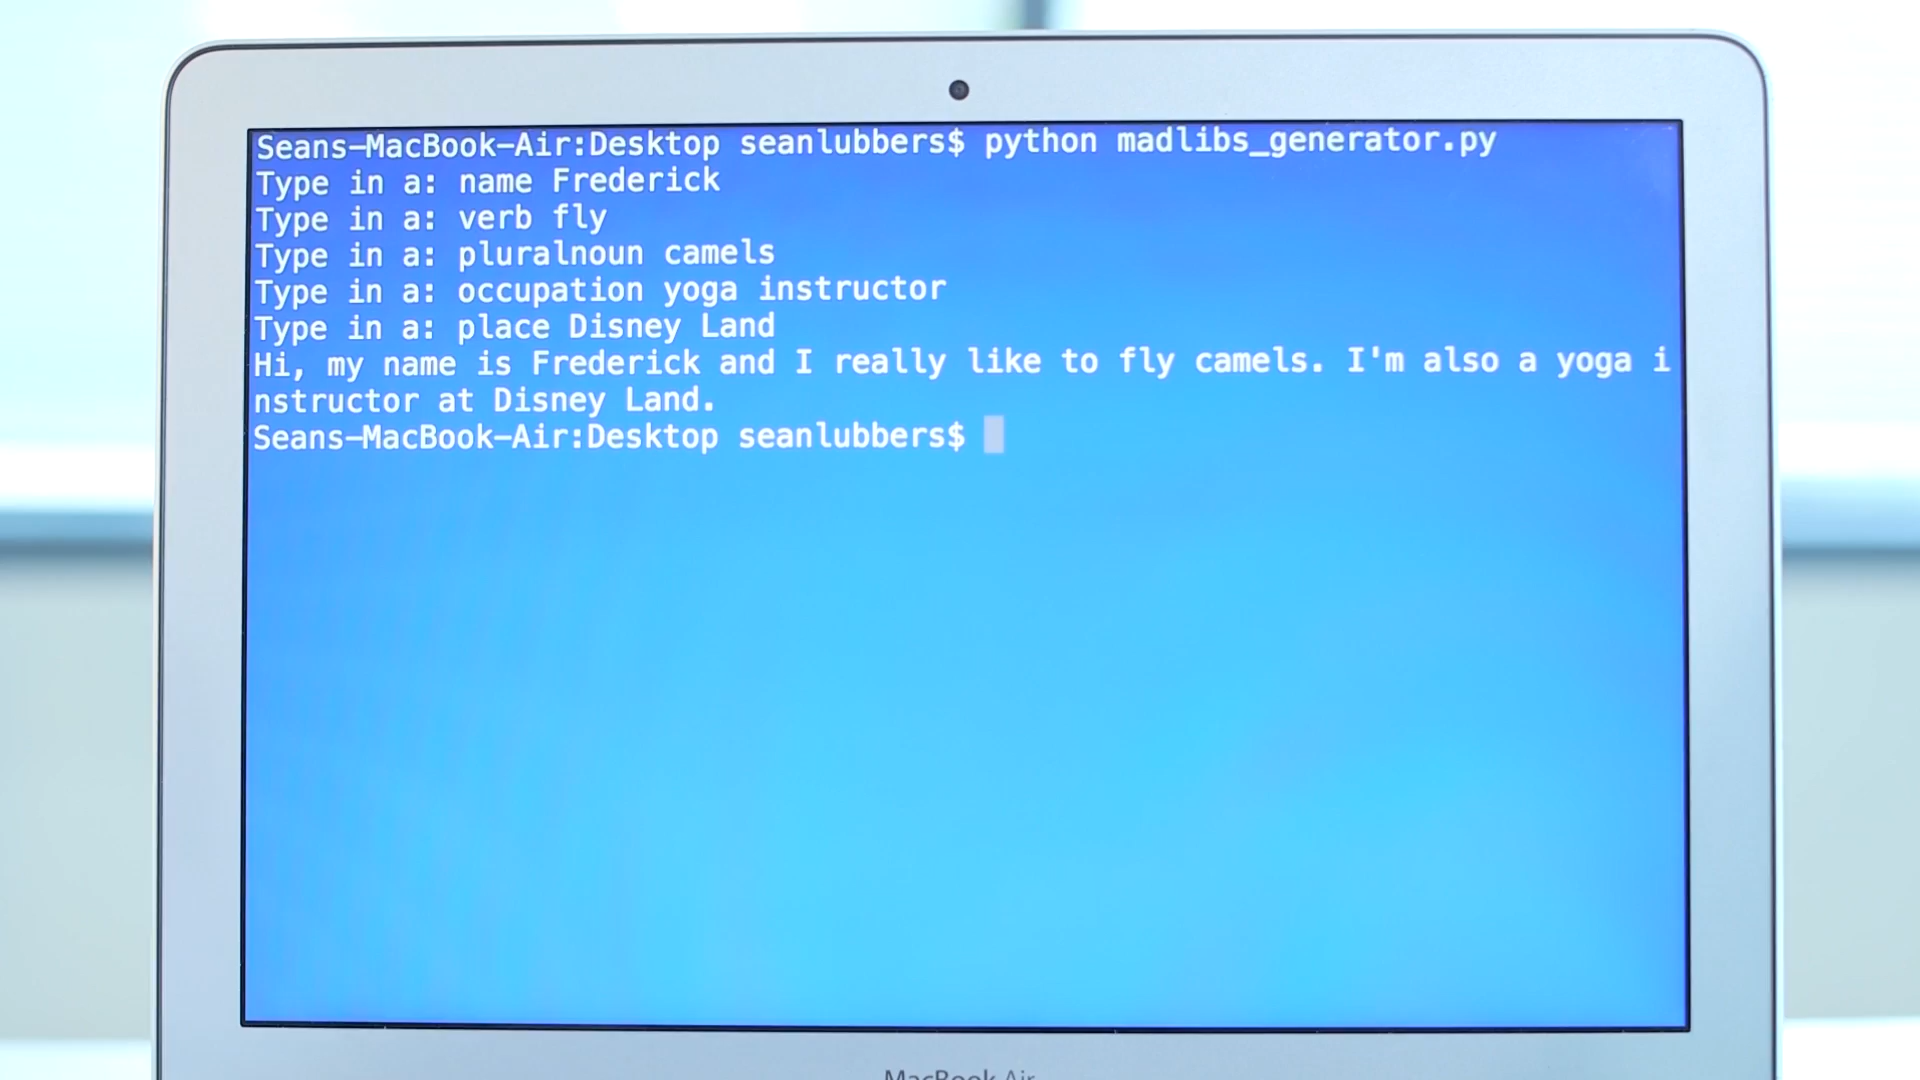 Seans-MacBook-Air:Desktop seanlubbers$ python madlibs_generator.py
Type in a: name Frederick
Type in a: verb fly
Type in a: pluralnoun camels
Type in a: occupation yoga instructor
Type in a: place Disney Land
Hi, my name is Frederick and I really like to fly camels. I'm also a yoga i
nstructor at Disney Land.
Seans-MacBook-Air:Desktop seanlubbers$
MacBook Air